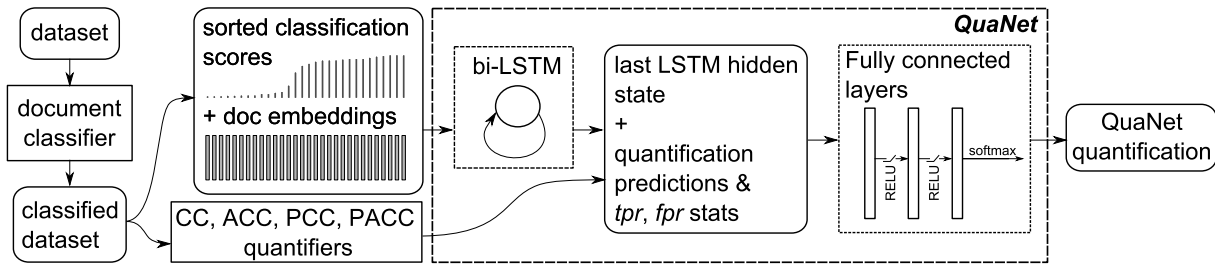 dataset
document
classifier
classified
dataset
sorted classification
scores
+ doc embeddings
CC, ACC, PCC, PACC
quantifiers
QuaNet
bi-LSTM
last LSTM hidden
state
+
quantification
predictions &
tpr, fpr stats
Fully connected
layers
RELU
RELU
softmax
QuaNet
quantification